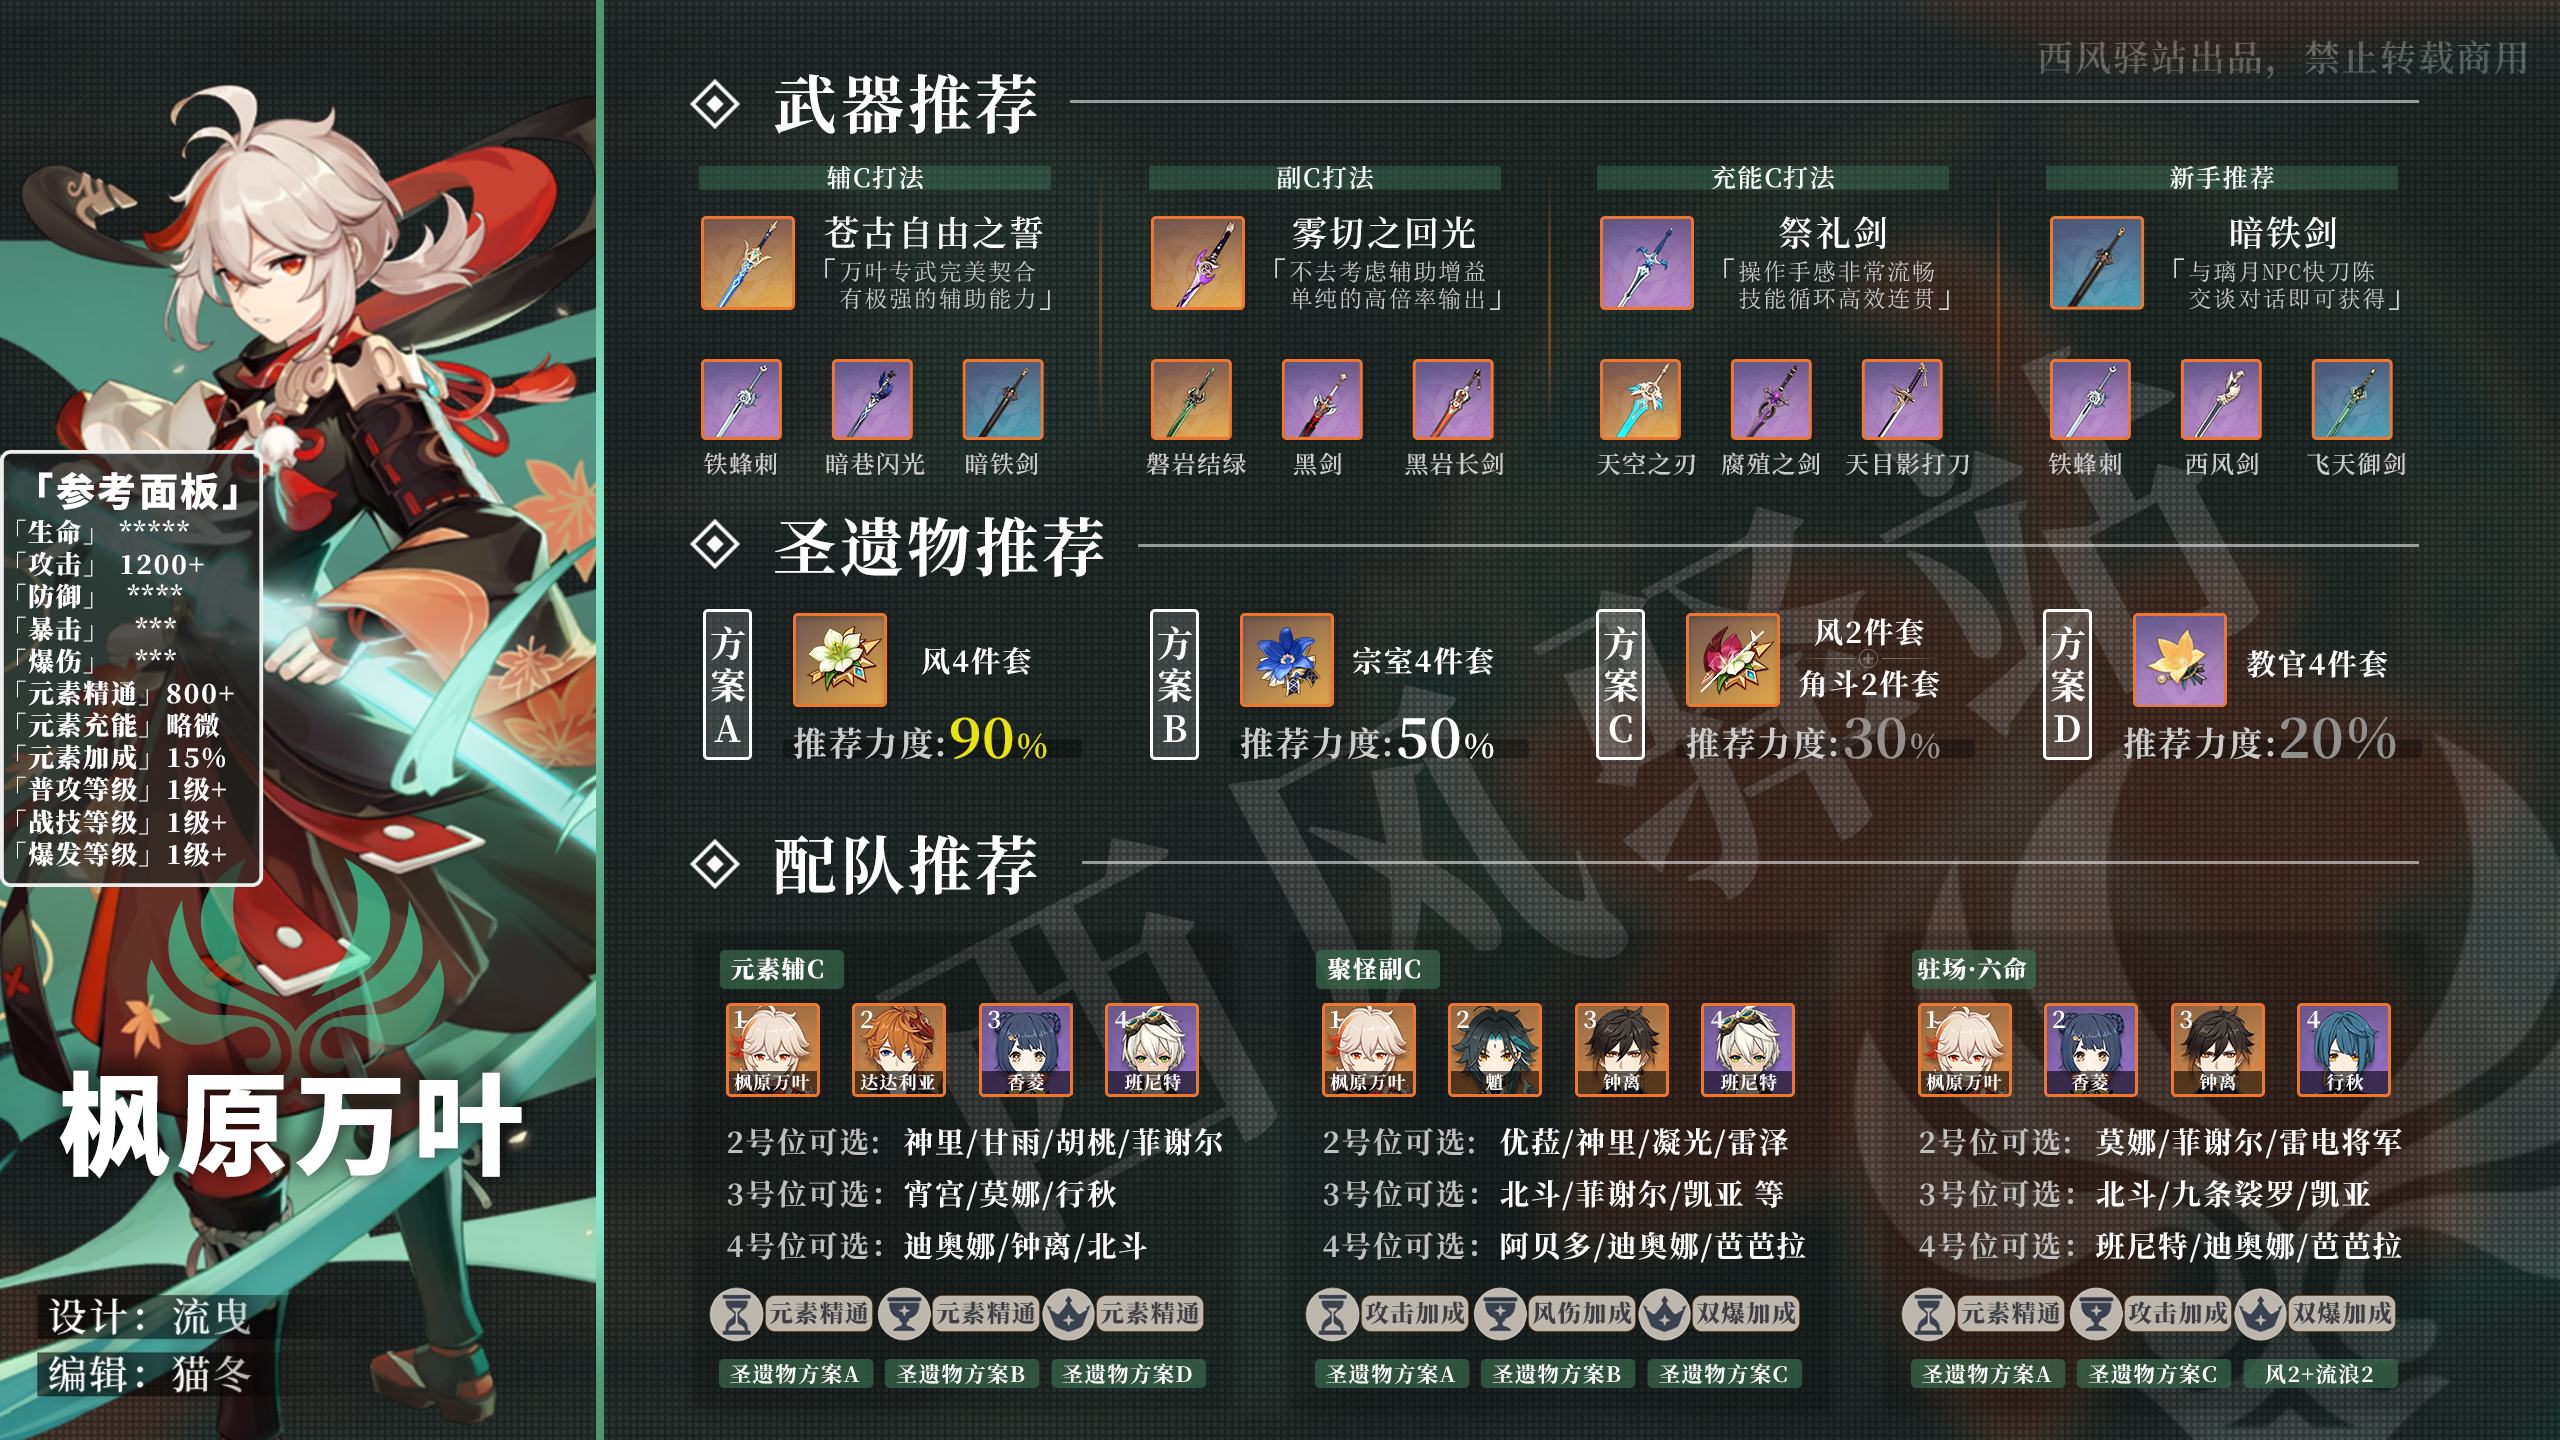 西风驿站出品，禁止转载商用
武器推荐
辅C打法
苍古自由之誓
「万叶专武完美契合
有极强的辅助能力」
铁蜂刺 暗巷闪光 暗铁剑
副C打法
雾切之回光
「不去考虑辅助增益
单纯的高倍率输出」
磐岩结绿 黑剑 黑岩长剑
充能C打法
祭礼剑
「操作手感非常流畅
技能循环高效连贯」
天空之刃 腐殖之剑 天目影打刀
新手推荐
暗铁剑
「与璃月NPC快刀陈
交谈对话即可获得」
铁蜂刺 西风剑 飞天御剑
「参考面板」
「生命」 *****
「攻击」 1200+
「防御」 ****
「暴击」 ***
「爆伤」 ***
「元素精通」800+
「元素充能」略微
「元素加成」15%
「普攻等级」1级+
「战技等级」1级+
「爆发等级」1级+
枫原万叶
设计：流曳
编辑：猫冬
圣遗物推荐
方案A
风4件套
推荐力度:90%
方案B
宗室4件套
推荐力度:50%
方案C
风2件套
角斗2件套
推荐力度:30%
方案D
教官4件套
推荐力度:20%
配队推荐
元素辅C
1 2 3 4
枫原万叶 达达利亚 香菱 班尼特
2号位可选：神里/甘雨/胡桃/菲谢尔
3号位可选：宵宫/莫娜/行秋
4号位可选：迪奥娜/钟离/北斗
元素精通 元素精通 元素精通
圣遗物方案A 圣遗物方案B 圣遗物方案D
聚怪副C
1 2 3 4
枫原万叶 魈 钟离 班尼特
2号位可选：优菈/神里/凝光/雷泽
3号位可选：北斗/菲谢尔/凯亚 等
4号位可选：阿贝多/迪奥娜/芭芭拉
攻击加成 风伤加成 双爆加成
圣遗物方案A 圣遗物方案B 圣遗物方案C
驻场·六命
1 2 3 4
枫原万叶 香菱 钟离 行秋
2号位可选：莫娜/菲谢尔/雷电将军
3号位可选：北斗/九条裟罗/凯亚
4号位可选：班尼特/迪奥娜/芭芭拉
元素精通 攻击加成 双爆加成
圣遗物方案A 圣遗物方案C 风2+流浪2
西风驿站